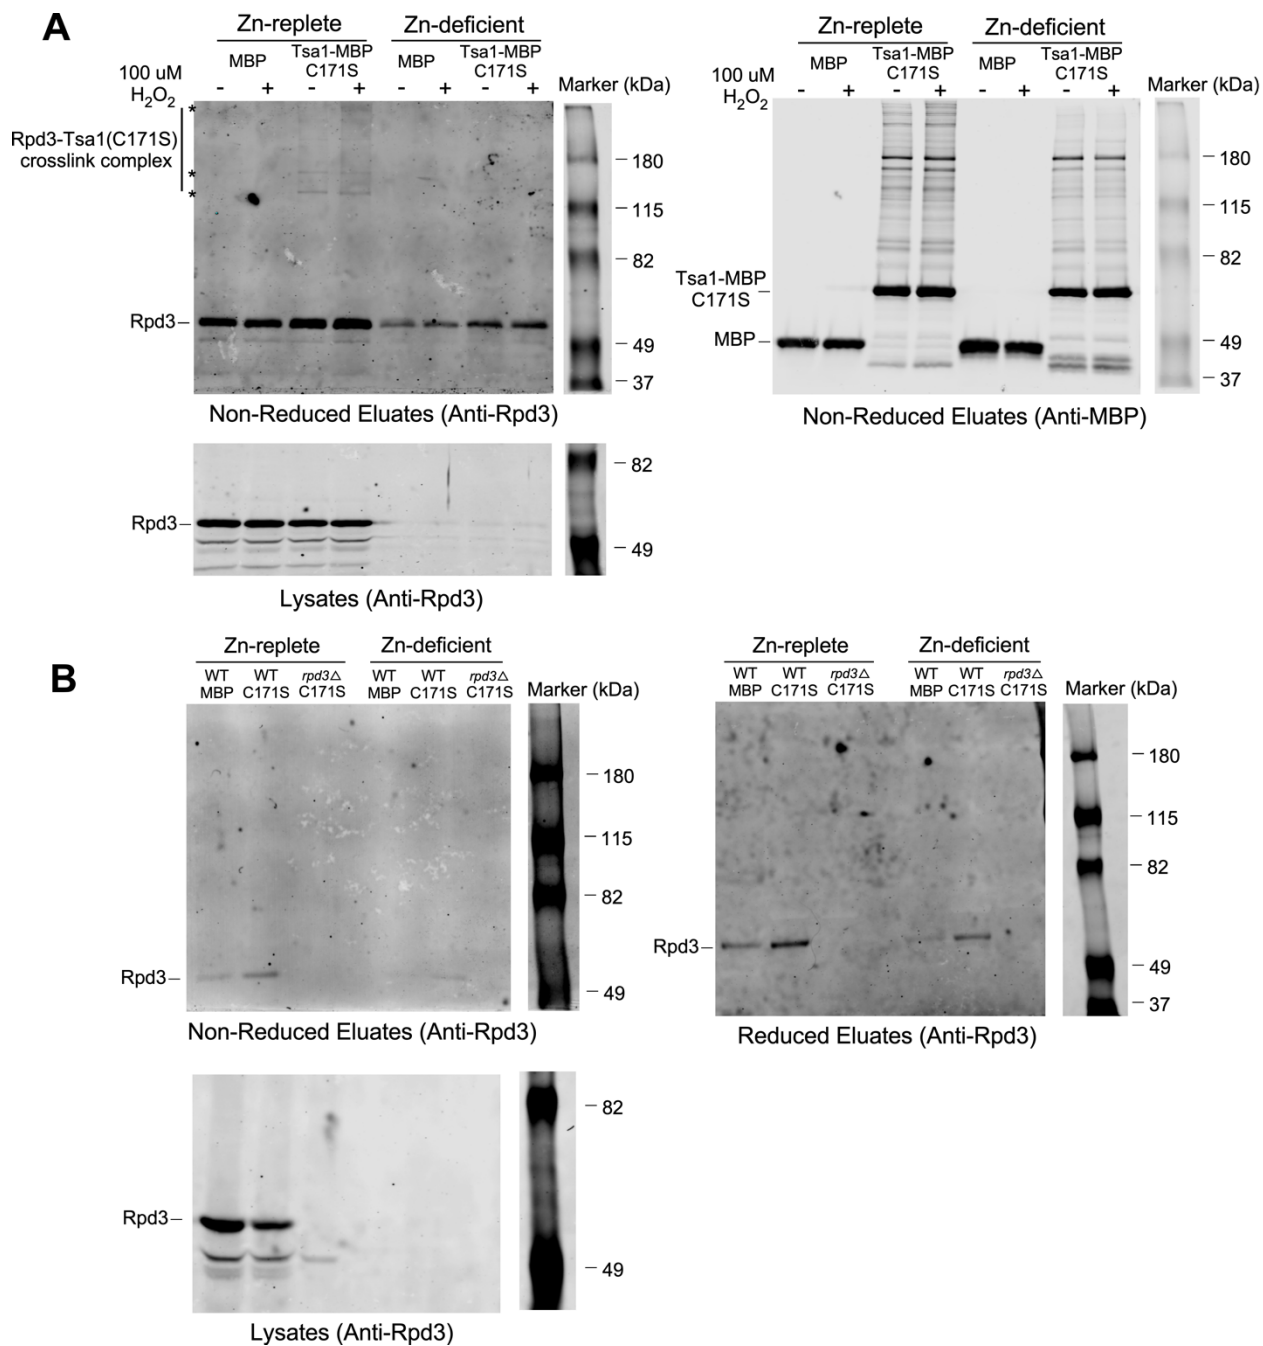 A
Zn-replete
Zn-deficient
MBP
Tsa1-MBP
C171S
MBP
Tsa1-MBP
C171S
100 uM
H₂O₂
- + - + - + - +
Marker (kDa)
*
Rpd3-Tsa1(C171S)
crosslink complex
*
*
180
115
82
Rpd3
49
37
Non-Reduced Eluates (Anti-Rpd3)
Zn-replete
Zn-deficient
MBP
Tsa1-MBP
C171S
MBP
Tsa1-MBP
C171S
100 uM
H₂O₂
- + - + - + - +
Marker (kDa)
180
115
82
Tsa1-MBP
C171S
MBP
49
37
Non-Reduced Eluates (Anti-MBP)
82
Rpd3
49
Lysates (Anti-Rpd3)
B
Zn-replete
Zn-deficient
WT
MBP
WT
C171S
rpd3Δ
C171S
WT
MBP
WT
C171S
rpd3Δ
C171S
Marker (kDa)
180
115
82
Rpd3
49
Non-Reduced Eluates (Anti-Rpd3)
Zn-replete
Zn-deficient
WT
MBP
WT
C171S
rpd3Δ
C171S
WT
MBP
WT
C171S
rpd3Δ
C171S
Marker (kDa)
180
115
82
Rpd3
49
37
Reduced Eluates (Anti-Rpd3)
82
Rpd3
49
Lysates (Anti-Rpd3)